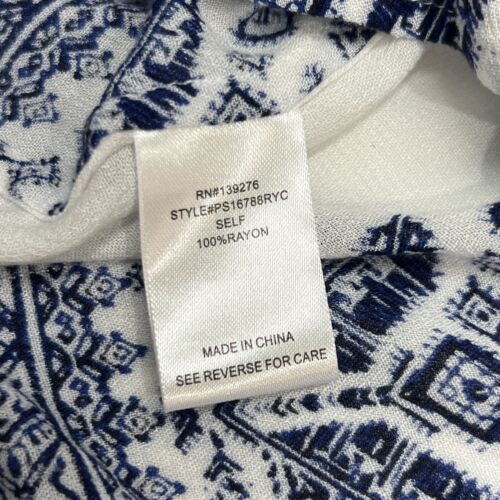 RN#139276
STYLE#PS16788RYC
SELF
100%RAYON
MADE IN CHINA
SEE REVERSE FOR CARE